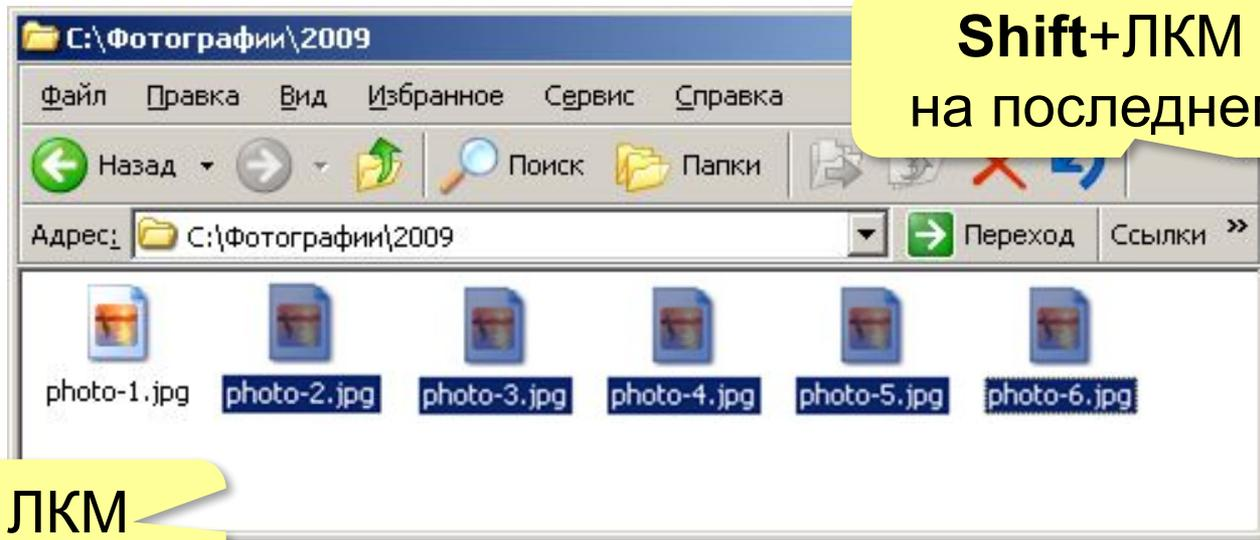 C:\Фотографии\2009
Shift+ЛКМ
на последнем
Файл Правка Вид Избранное Сервис Справка
Назад Поиск Папки
Адрес: C:\Фотографии\2009 Переход Ссылки »
photo-1.jpg photo-2.jpg photo-3.jpg photo-4.jpg photo-5.jpg photo-6.jpg
ЛКМ